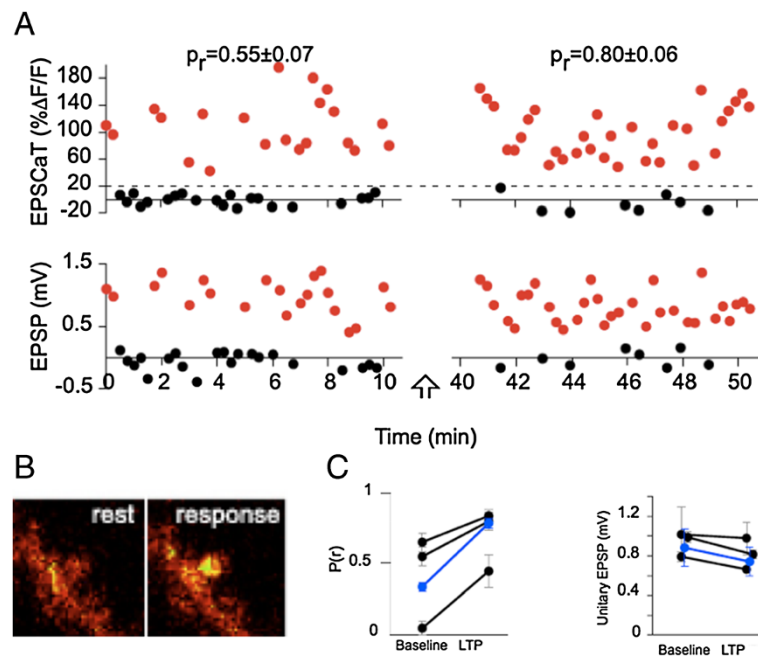 A
pr=0.55±0.07
pr=0.80±0.06
EPSCaT (%ΔF/F)
180
140
100
60
20
-20
EPSP (mV)
1.5
0.5
-0.5
0 2 4 6 8 10
40 42 44 46 48 50
Time (min)
B
rest
response
C
P(r)
1
0.5
0
Baseline LTP
Unitary EPSP (mV)
1.2
0.8
0.4
0
Baseline LTP